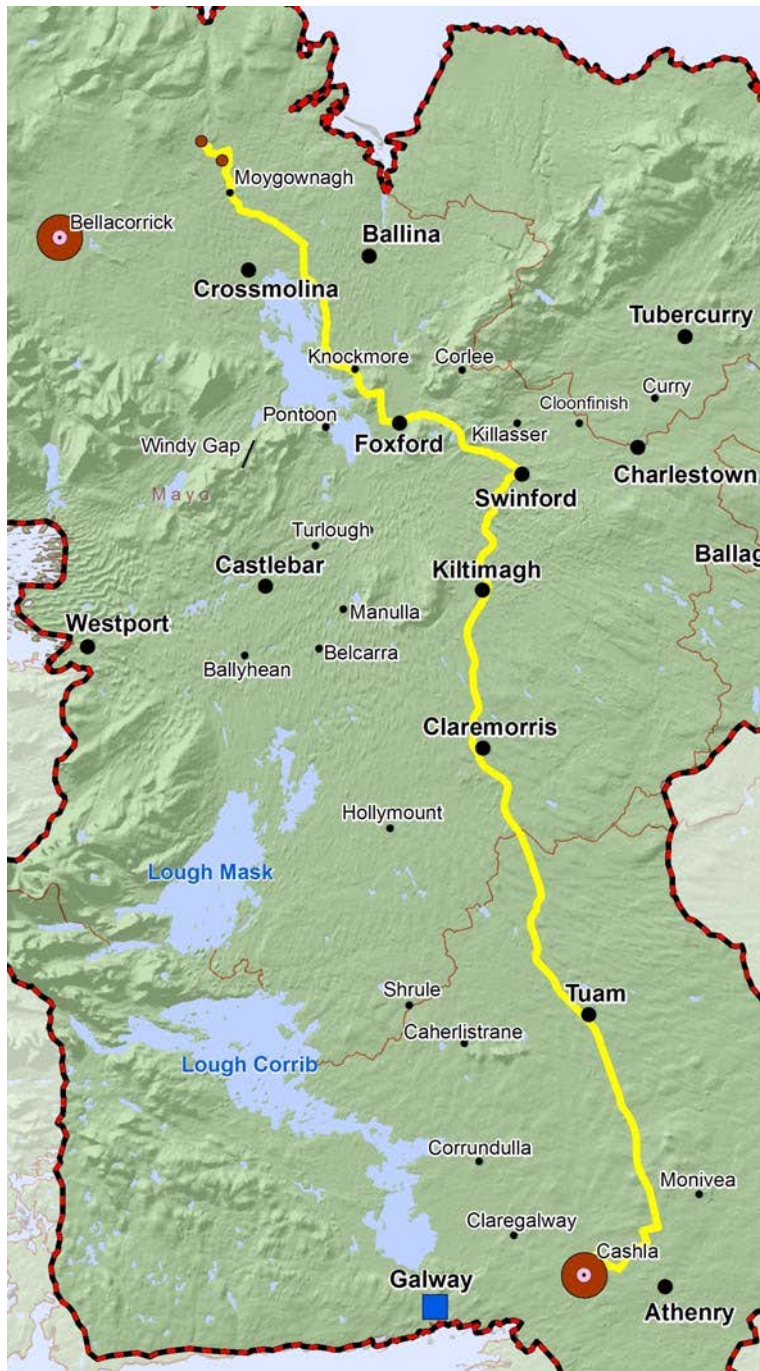 Moygownagh
Bellacorrick
Ballina
Crossmolina
Tubercurry
Knockmore
Corlee
Curry
Cloonfinish
Pontoon
Killasser
Foxford
Windy Gap
Charlestown
Swinford
Mayo
Turlough
Ballag
Castlebar
Kiltimagh
Manulla
Westport
Belcarra
Ballyhean
Claremorris
Hollymount
Lough Mask
Shrule
Tuam
Caherlistrane
Lough Corrib
Corrundulla
Monivea
Claregalway
Cashla
Galway
Athenry